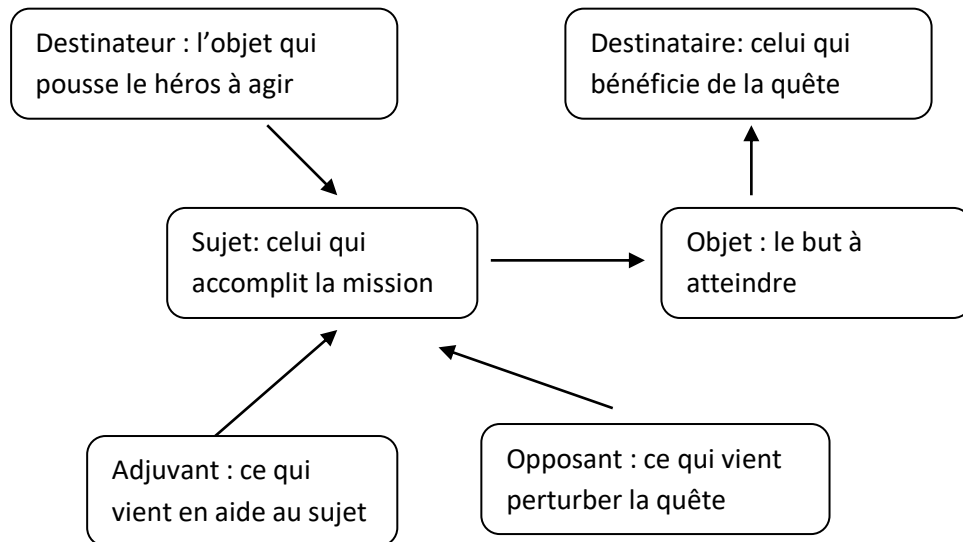 Destinateur : l’objet qui
pousse le héros à agir
Destinataire: celui qui
bénéficie de la quête
Sujet: celui qui
accomplit la mission
Objet : le but à
atteindre
Adjuvant : ce qui
vient en aide au sujet
Opposant : ce qui vient
perturber la quête